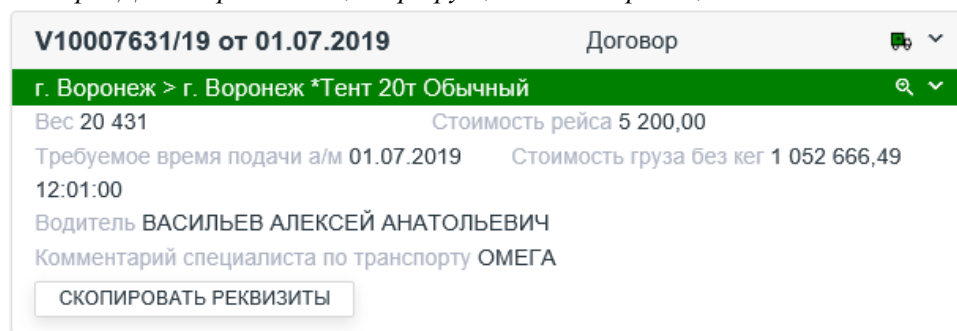 V10007631/19 от 01.07.2019 Договор
г. Воронеж > г. Воронеж *Тент 20т Обычный
Вес 20 431 Стоимость рейса 5 200,00
Требуемое время подачи а/м 01.07.2019 Стоимость груза без кег 1 052 666,49
12:01:00
Водитель ВАСИЛЬЕВ АЛЕКСЕЙ АНАТОЛЬЕВИЧ
Комментарий специалиста по транспорту ОМЕГА
СКОПИРОВАТЬ РЕКВИЗИТЫ